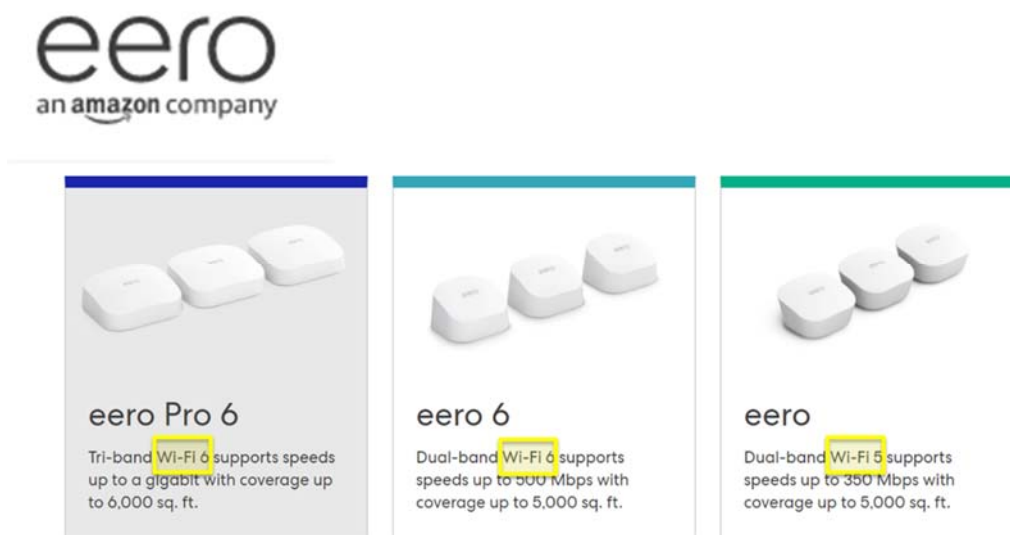 eero
an amazon company
eero Pro 6
Tri-band Wi-Fi 6 supports speeds
up to a gigabit with coverage up
to 6,000 sq. ft.
eero 6
Dual-band Wi-Fi 6 supports
speeds up to 500 Mbps with
coverage up to 5,000 sq. ft.
eero
Dual-band Wi-Fi 5 supports
speeds up to 350 Mbps with
coverage up to 5,000 sq. ft.